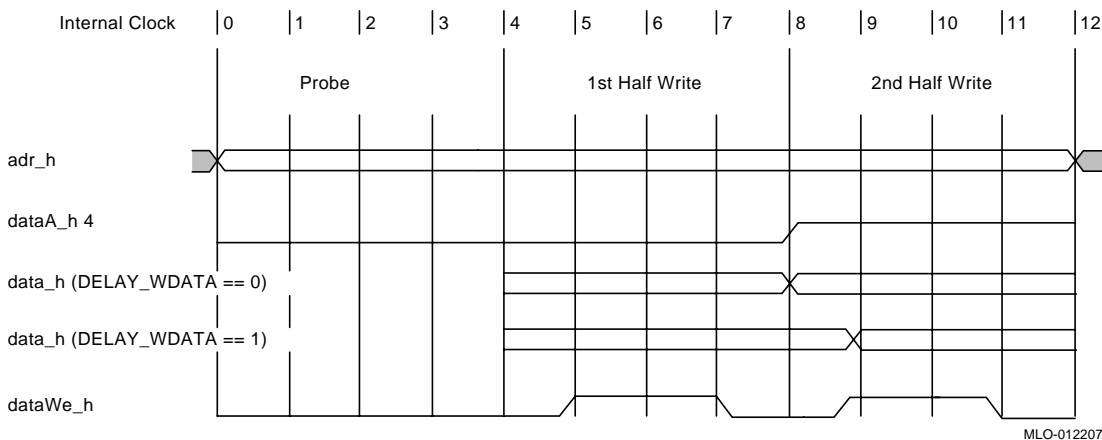 Internal Clock 0 1 2 3 4 5 6 7 8 9 10 11 12
Probe 1st Half Write 2nd Half Write
adr_h
dataA_h 4
data_h (DELAY_WDATA == 0)
data_h (DELAY_WDATA == 1)
dataWe_h
MLO-012207